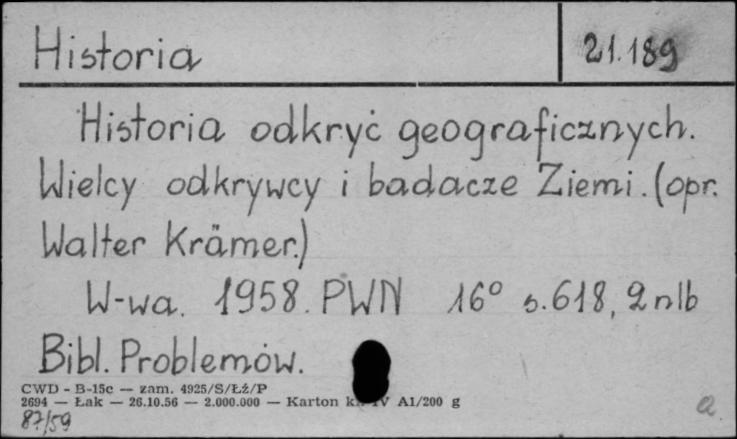 Historia 21.189
Historia odkryć geograficznych.
Wielcy odkrywcy i badacze Ziemi. (opr.
Walter Krämer.)
W-wa. 1958. PWN 16° s. 618, 2 nlb
Bibl. Problemów.
CWD - B-15c — zam. 4925/S/Łż/P
2694 — Łak — 26.10.56 — 2.000.000 — Karton IV A1/200 g
87/59
a